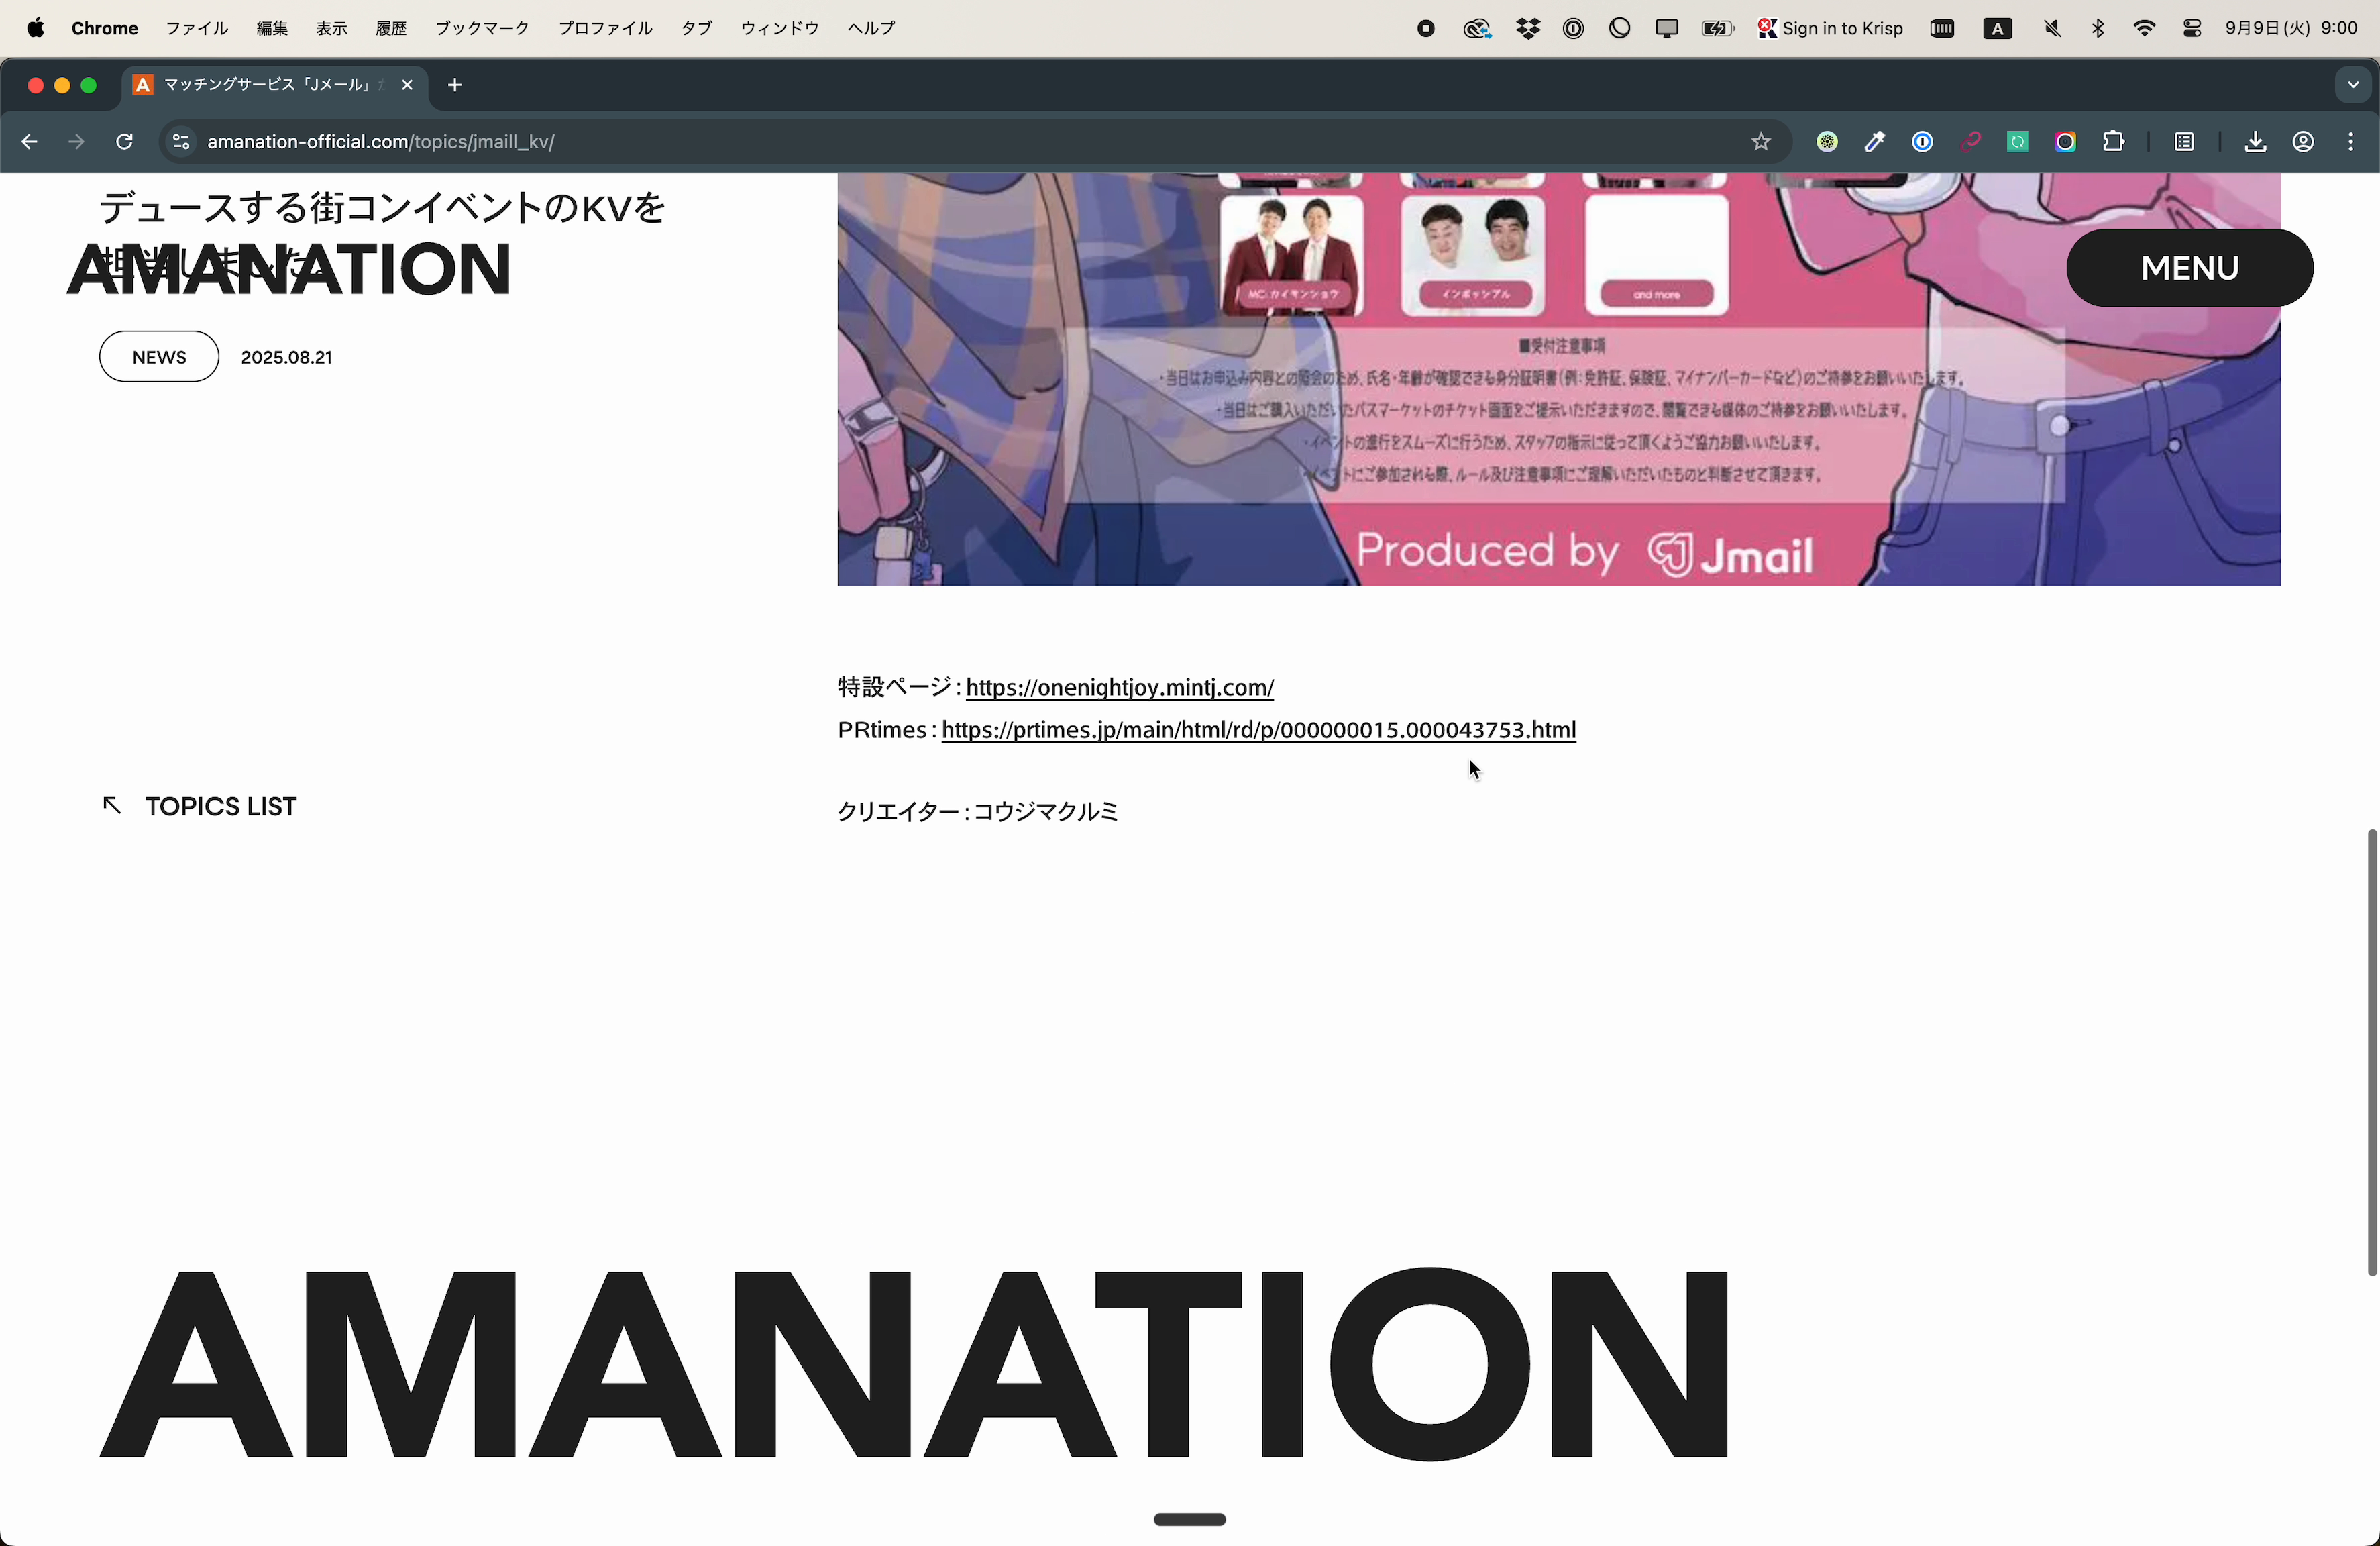 Chrome ファイル 編集 表示 履歴 ブックマーク プロファイル タブ ウィンドウ ヘルプ Sign in to Krisp A 9月9日(火) 9:00
A マッチングサービス「Jメール」
amanation-official.com/topics/jmaill_kv/
デュースする街コンイベントのKVを
担当しました。
AMANATION
MENU
NEWS 2025.08.21
MC:カイモンショウ インポッシブル and more
■受付注意事項
・当日はお申込み内容との照会のため、氏名・年齢が確認できる身分証明書(例:免許証、保険証、マイナンバーカードなど)のご持参をお願いいたします。
・当日はご購入いただいたパスマーケットのチケット画面をご提示いただきますので、閲覧できる媒体のご持参をお願いいたします。
・イベントの進行をスムーズに行うため、スタッフの指示に従って頂くようご協力お願いいたします。
・イベントにご参加される際、ルール及び注意事項にご理解いただいたものと判断させて頂きます。
Produced by Jmail
特設ページ : https://onenightjoy.mintj.com/
PRtimes : https://prtimes.jp/main/html/rd/p/000000015.000043753.html
TOPICS LIST
クリエイター : コウジマクルミ
AMANATION